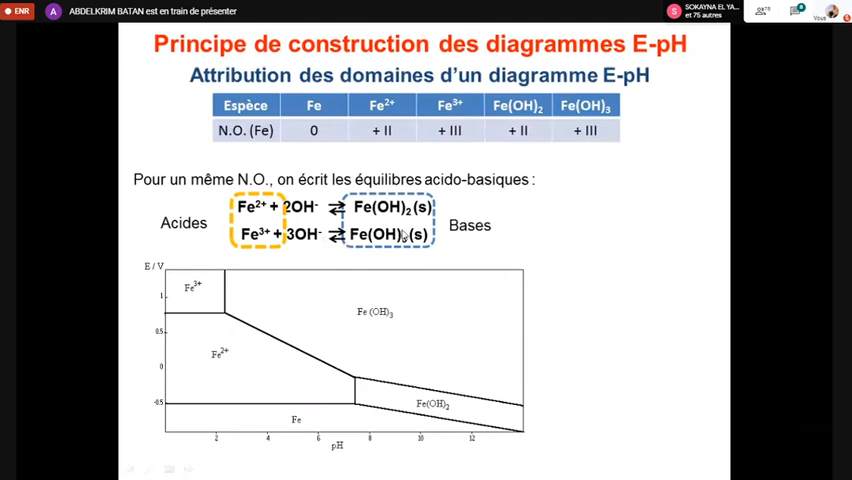 ENR
A ABDELKRIM BATAN est en train de présenter
S SOKAYNA EL YA...
et 75 autres
78
8
Vous
Principe de construction des diagrammes E-pH
Attribution des domaines d'un diagramme E-pH
Espèce Fe Fe²⁺ Fe³⁺ Fe(OH)₂ Fe(OH)₃
N.O. (Fe) 0 + II + III + II + III
Pour un même N.O., on écrit les équilibres acido-basiques :
Acides
Fe²⁺ + 2OH⁻ ⇌ Fe(OH)₂ (s)
Fe³⁺ + 3OH⁻ ⇌ Fe(OH)₃(s)
Bases
E / V
1
0.5
0
-0.5
Fe³⁺
Fe (OH)₃
Fe²⁺
Fe(OH)₂
Fe
2 4 6 8 10 12
pH